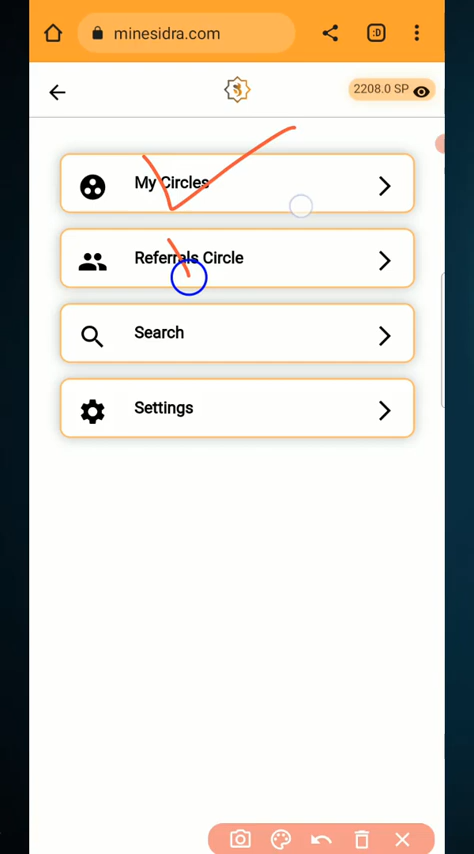 :D
minesidra.com
2208.0 SP
My Circles
Referrals Circle
Search
Settings